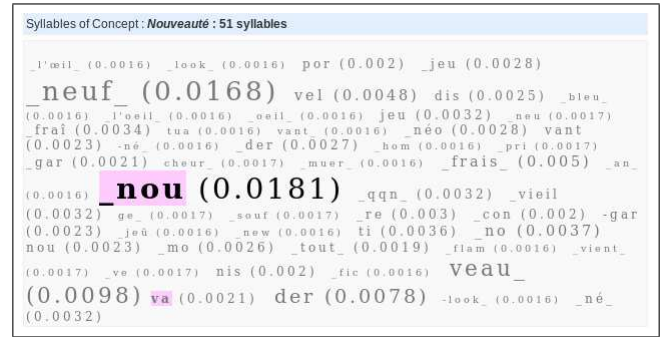 Syllables of Concept : Nouveauté : 51 syllables
_l'œil_ (0.0016) _look_ (0.0016) por (0.002) _jeu (0.0028)
_neuf_ (0.0168) vel (0.0048) dis (0.0025) _bleu_
(0.0016) _l'oeil_ (0.0016) _oeil_ (0.0016) jeu (0.0032) _neu (0.0017)
_fraî (0.0034) tua (0.0016) vant_ (0.0016) _néo (0.0028) vant
(0.0023) -né_ (0.0016) _der (0.0027) _hom (0.0016) _pri (0.0017)
_gar (0.0021) cheur_ (0.0017) _muer_ (0.0016) _frais_ (0.005) _an_
(0.0016) _nou (0.0181) _qqn_ (0.0032) _vieil
(0.0032) ge_ (0.0017) _souf (0.0017) _re (0.003) _con (0.002) -gar
(0.0023) _jeû (0.0016) _new (0.0016) ti (0.0036) _no (0.0037)
nou (0.0023) _mo (0.0026) _tout_ (0.0019) _flam (0.0016) _vient_
(0.0017) _ve (0.0017) nis (0.002) _fic (0.0016) veau_
(0.0098) va (0.0021) der (0.0078) -look_ (0.0016) _né_
(0.0032)